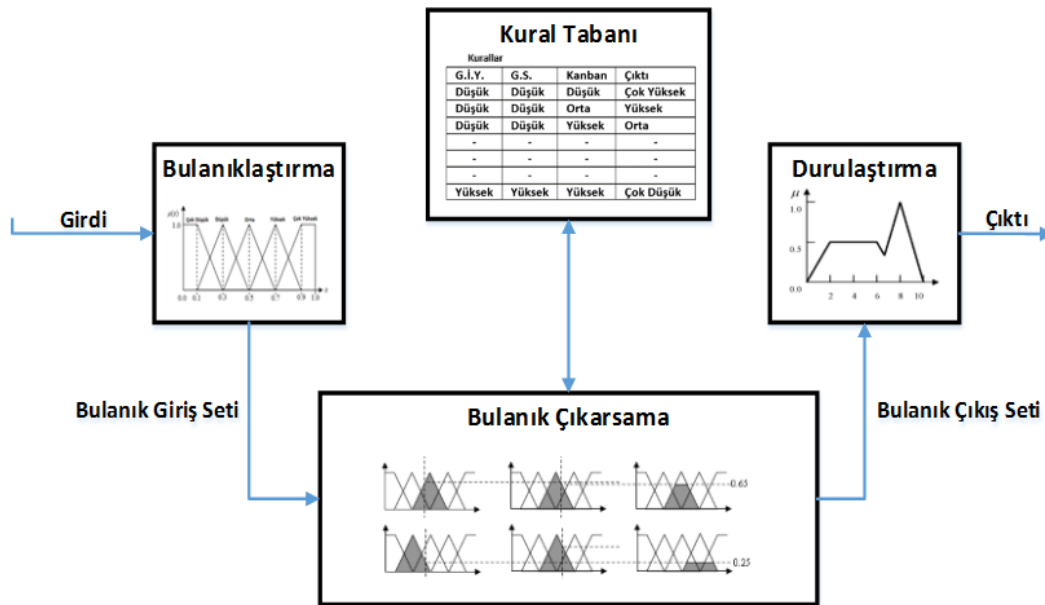 Kural Tabanı
Kurallar
G.İ.Y. G.S. Kanban Çıktı
Düşük Düşük Düşük Çok Yüksek
Düşük Düşük Orta Yüksek
Düşük Düşük Yüksek Orta
- - - -
- - - -
- - - -
Yüksek Yüksek Yüksek Çok Düşük
Bulanıklaştırma
Çok Düşük Düşük Orta Yüksek Çok Yüksek
1.0
0.0 0.1 0.3 0.5 0.7 0.9 1.0
Girdi
Durulaştırma
μ
1.0
0.5
0.0
2 4 6 8 10
Çıktı
Bulanık Giriş Seti
Bulanık Çıkış Seti
Bulanık Çıkarsama
0.65
0.25